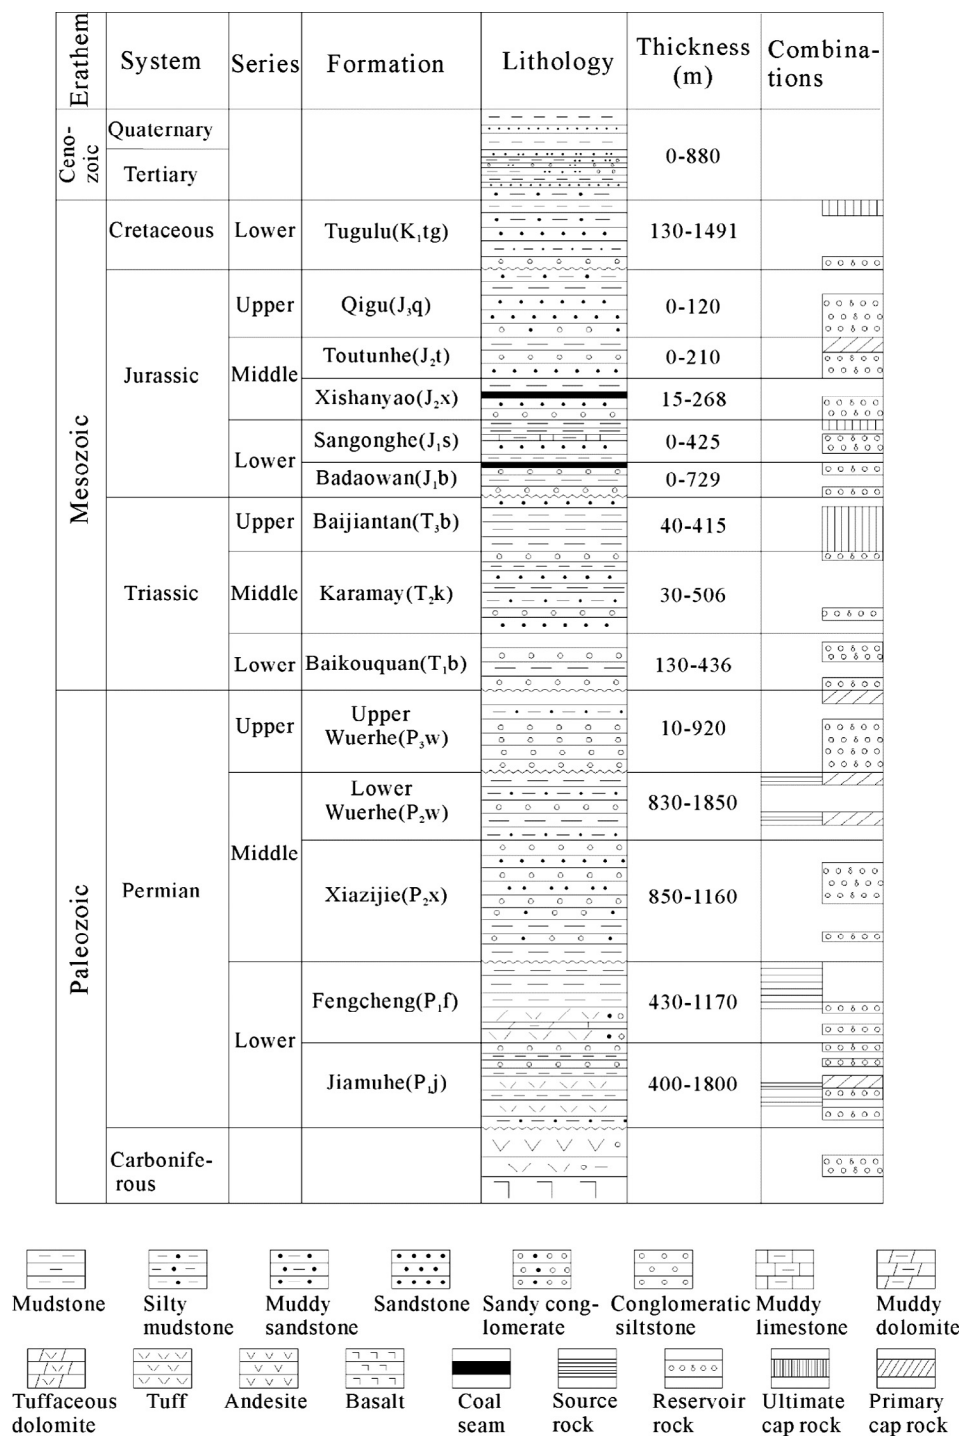 Erathem
System
Series
Formation
Lithology
Thickness
(m)
Combina-
tions
Ceno-
zoic
Quaternary
Tertiary
0-880
Mesozoic
Cretaceous
Lower
Tugulu(K₁tg)
130-1491
Jurassic
Upper
Qigu(J₃q)
0-120
Middle
Toutunhe(J₂t)
0-210
Xishanyao(J₂x)
15-268
Lower
Sangonghe(J₁s)
0-425
Badaowan(J₁b)
0-729
Triassic
Upper
Baijiantan(T₃b)
40-415
Middle
Karamay(T₂k)
30-506
Lower
Baikouquan(T₁b)
130-436
Paleozoic
Permian
Upper
Upper
Wuerhe(P₃w)
10-920
Middle
Lower
Wuerhe(P₂w)
830-1850
Xiazijie(P₂x)
850-1160
Lower
Fengcheng(P₁f)
430-1170
Jiamuhe(P₁j)
400-1800
Carbonife-
rous
Mudstone
Silty
mudstone
Muddy
sandstone
Sandstone
Sandy cong-
lomerate
Conglomeratic
siltstone
Muddy
limestone
Muddy
dolomite
Tuffaceous
dolomite
Tuff
Andesite
Basalt
Coal
seam
Source
rock
Reservoir
rock
Ultimate
cap rock
Primary
cap rock